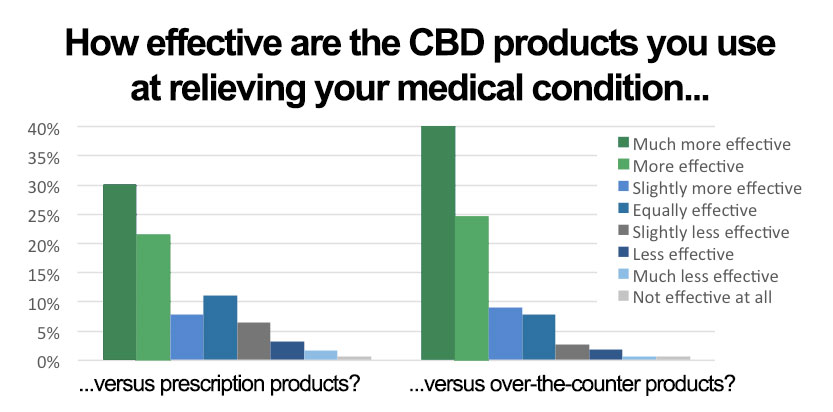 How effective are the CBD products you use
at relieving your medical condition...
40%
35%
30%
25%
20%
15%
10%
5%
0%
Much more effective
More effective
Slightly more effective
Equally effective
Slightly less effective
Less effective
Much less effective
Not effective at all
...versus prescription products?
...versus over-the-counter products?